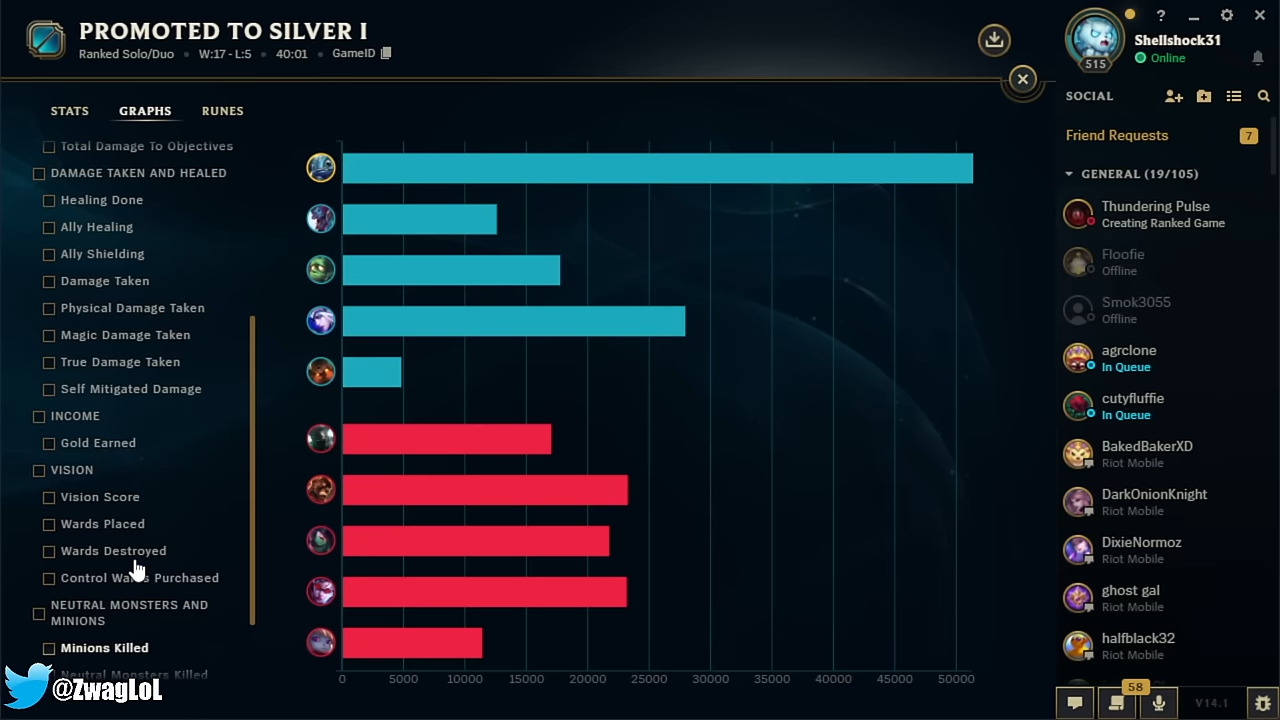 PROMOTED TO SILVER I
Ranked Solo/Duo • W:17 - L:5 • 40:01 • GameID
515
?
Shellshock31
Online
STATS GRAPHS RUNES
SOCIAL
Friend Requests 7
GENERAL (19/105)
Thundering Pulse
Creating Ranked Game
Floofie
Offline
Smok3055
Offline
agrclone
In Queue
cutyfluffie
In Queue
BakedBakerXD
Riot Mobile
DarkOnionKnight
Riot Mobile
DixieNormoz
Riot Mobile
ghost gal
Riot Mobile
halfblack32
Riot Mobile
Total Damage To Objectives
DAMAGE TAKEN AND HEALED
Healing Done
Ally Healing
Ally Shielding
Damage Taken
Physical Damage Taken
Magic Damage Taken
True Damage Taken
Self Mitigated Damage
INCOME
Gold Earned
VISION
Vision Score
Wards Placed
Wards Destroyed
Control Wards Purchased
NEUTRAL MONSTERS AND
MINIONS
Minions Killed
Neutral Monsters Killed
0 5000 10000 15000 20000 25000 30000 35000 40000 45000 50000
@ZwagLoL
58
V14.1